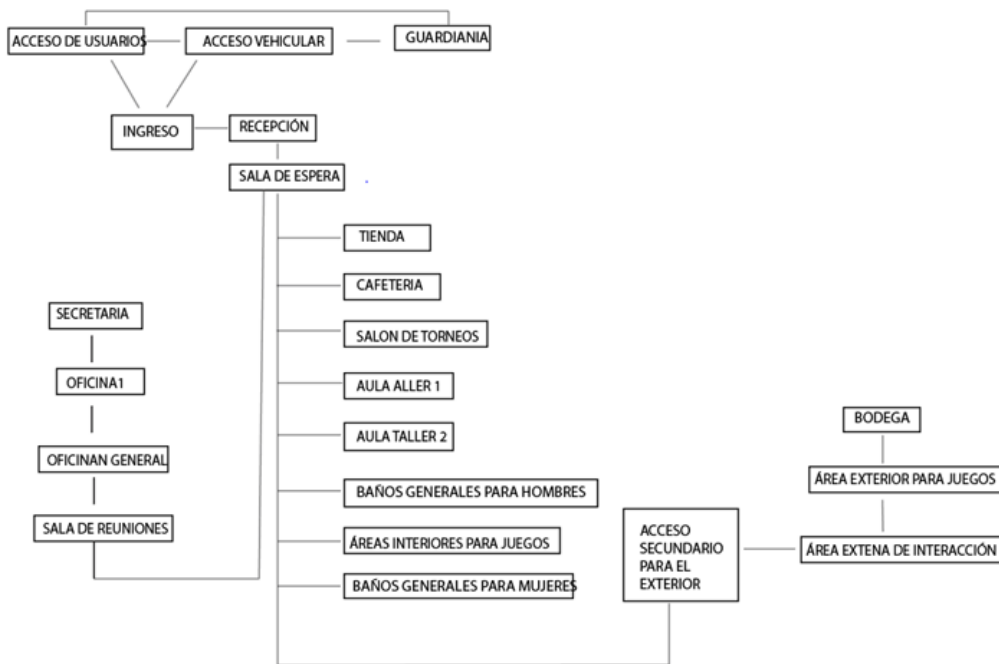 ACCESO DE USUARIOS
ACCESO VEHICULAR
GUARDIANIA
INGRESO
RECEPCIÓN
SALA DE ESPERA
TIENDA
CAFETERIA
SALON DE TORNEOS
AULA ALLER 1
AULA TALLER 2
BAÑOS GENERALES PARA HOMBRES
ÁREAS INTERIORES PARA JUEGOS
BAÑOS GENERALES PARA MUJERES
SECRETARIA
OFICINA1
OFICINAN GENERAL
SALA DE REUNIONES
ACCESO
SECUNDARIO
PARA EL
EXTERIOR
BODEGA
ÁREA EXTERIOR PARA JUEGOS
ÁREA EXTENA DE INTERACCIÓN